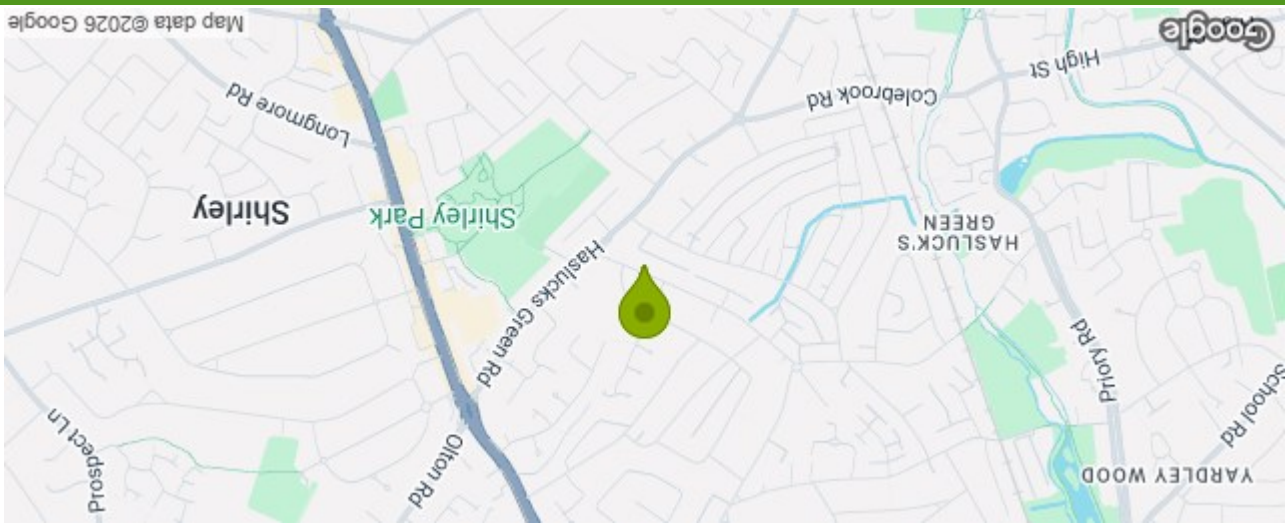 YARDLEY WOOD
School Rd
Priory Rd
Olton Rd
Prospect Ln
Haslucks Green Rd
HASLUCK'S
GREEN
Shirley Park
Shirley
Colebrook Rd
High St
Longmore Rd
Google
Map data ©2026 Google